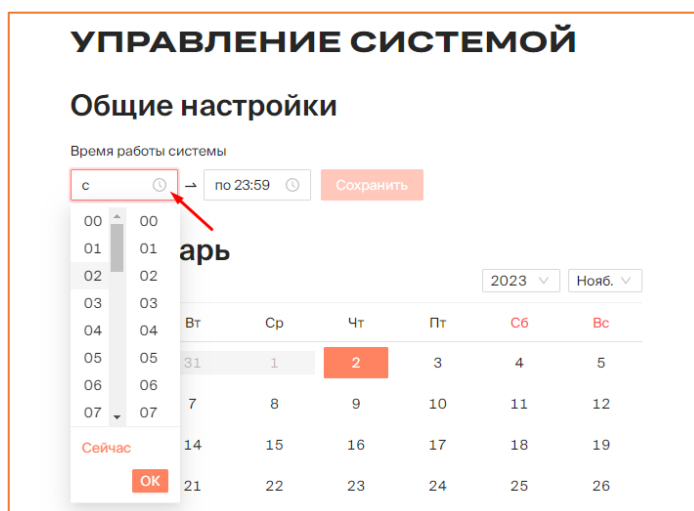 УПРАВЛЕНИЕ СИСТЕМОЙ
Общие настройки
Время работы системы
с по 23:59 Сохранить
00 00
01 01
арь
02 02
2023 Нояб.
03 03
Вт Ср Чт Пт Сб Вс
04 04
05 05
31 1 2 3 4 5
06 06
07 07
7 8 9 10 11 12
Сейчас
14 15 16 17 18 19
ОК
21 22 23 24 25 26